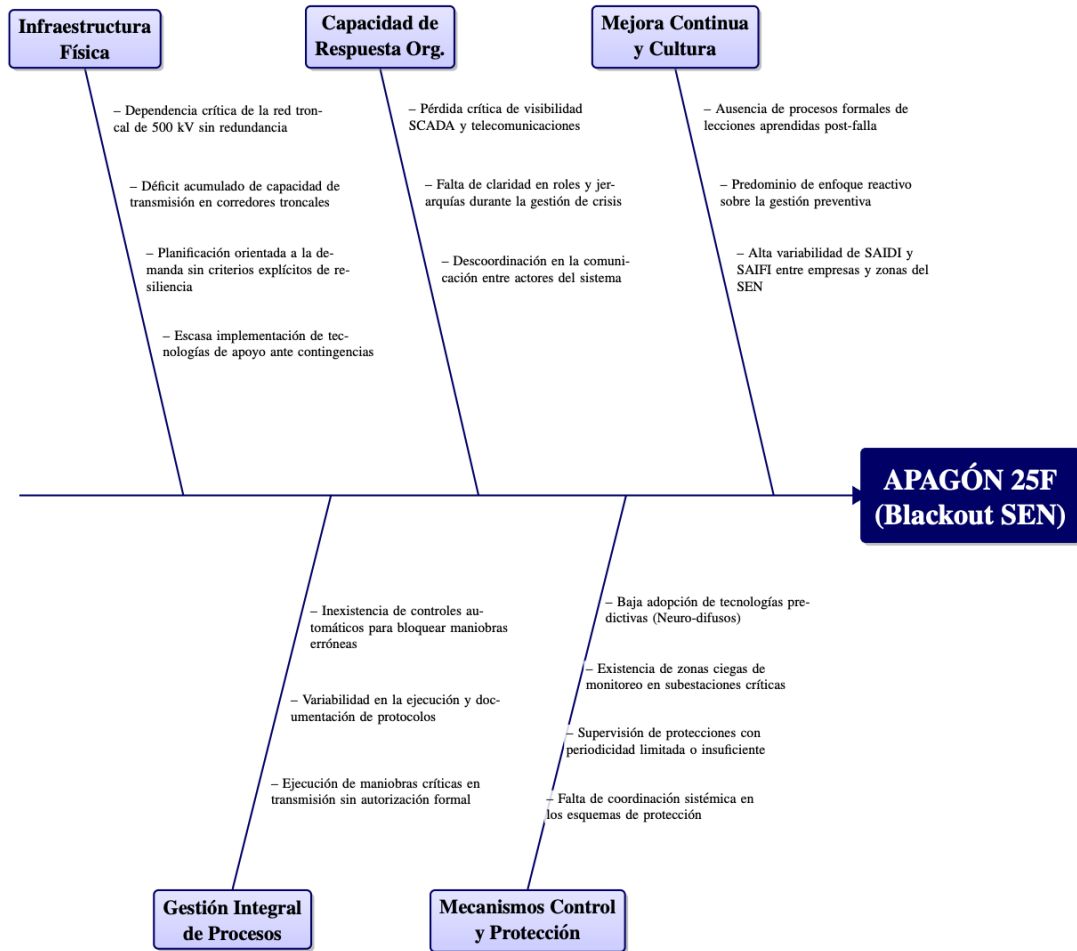 Infraestructura
Física
– Dependencia crítica de la red tron-
cal de 500 kV sin redundancia
– Déficit acumulado de capacidad de
transmisión en corredores troncales
– Planificación orientada a la de-
manda sin criterios explícitos de re-
siliencia
– Escasa implementación de tec-
nologías de apoyo ante contingencias
Capacidad de
Respuesta Org.
– Pérdida crítica de visibilidad
SCADA y telecomunicaciones
– Falta de claridad en roles y jer-
arquías durante la gestión de crisis
– Descoordinación en la comuni-
cación entre actores del sistema
Mejora Continua
y Cultura
– Ausencia de procesos formales de
lecciones aprendidas post-falla
– Predominio de enfoque reactivo
sobre la gestión preventiva
– Alta variabilidad de SAIDI y
SAIFI entre empresas y zonas del
SEN
APAGÓN 25F
(Blackout SEN)
– Inexistencia de controles au-
tomáticos para bloquear maniobras
erróneas
– Variabilidad en la ejecución y doc-
umentación de protocolos
– Ejecución de maniobras críticas en
transmisión sin autorización formal
Gestión Integral
de Procesos
– Baja adopción de tecnologías pre-
dictivas (Neuro-difusos)
– Existencia de zonas ciegas de
monitoreo en subestaciones críticas
– Supervisión de protecciones con
periodicidad limitada o insuficiente
– Falta de coordinación sistémica en
los esquemas de protección
Mecanismos Control
y Protección